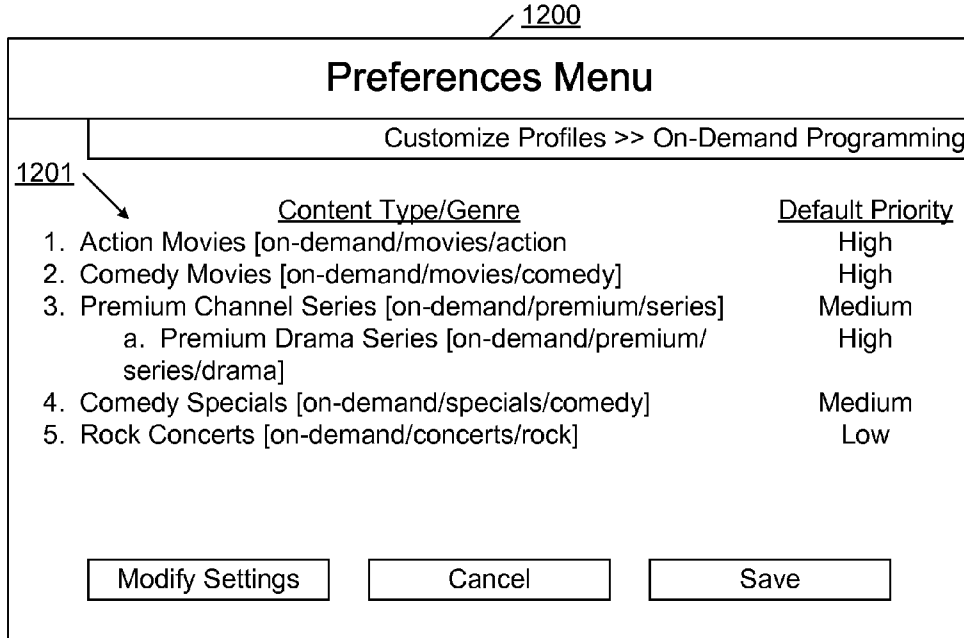 1200
Preferences Menu
Customize Profiles >> On-Demand Programming
1201
Content Type/Genre Default Priority
1. Action Movies [on-demand/movies/action High
2. Comedy Movies [on-demand/movies/comedy] High
3. Premium Channel Series [on-demand/premium/series] Medium
a. Premium Drama Series [on-demand/premium/ High
series/drama]
4. Comedy Specials [on-demand/specials/comedy] Medium
5. Rock Concerts [on-demand/concerts/rock] Low
Modify Settings Cancel Save